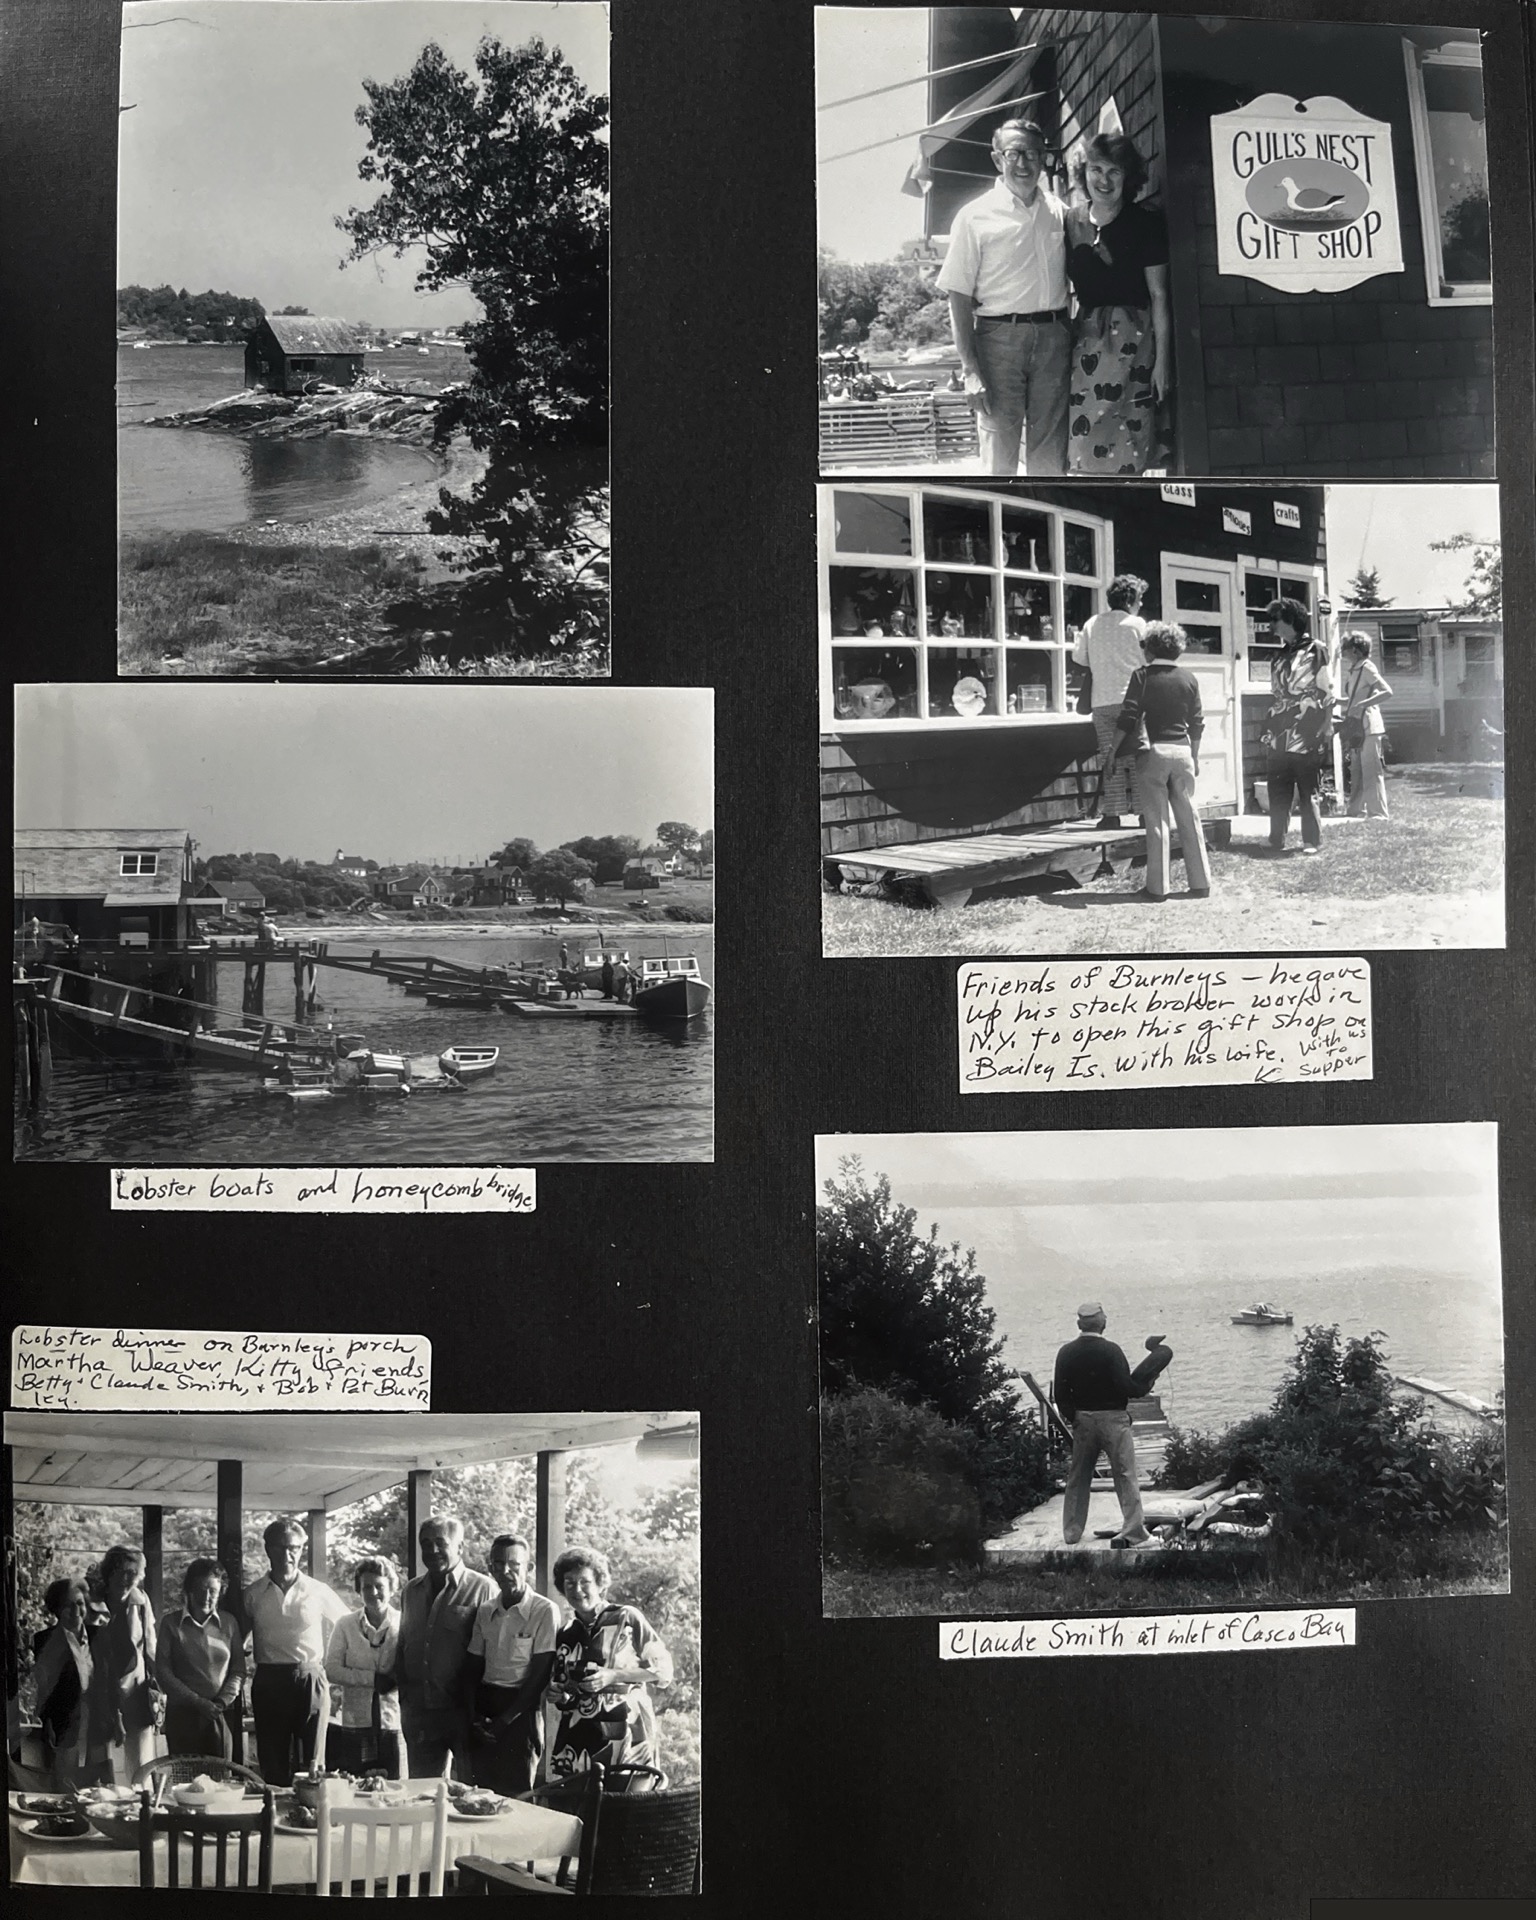 GULL'S NEST
GIFT SHOP
GLASS
antiques
crafts
Friends of Burnleys — he gave
up his stock broker work in
N.Y. to open this gift shop on
Bailey Is. with his wife. With us
to
supper
Lobster boats and honeycomb bridge
Lobster dinner on Burnley's porch
Martha Weaver, Kitty, friends,
Betty + Claude Smith, + Bob + Pat Burn
ley.
Claude Smith at inlet of Casco Bay